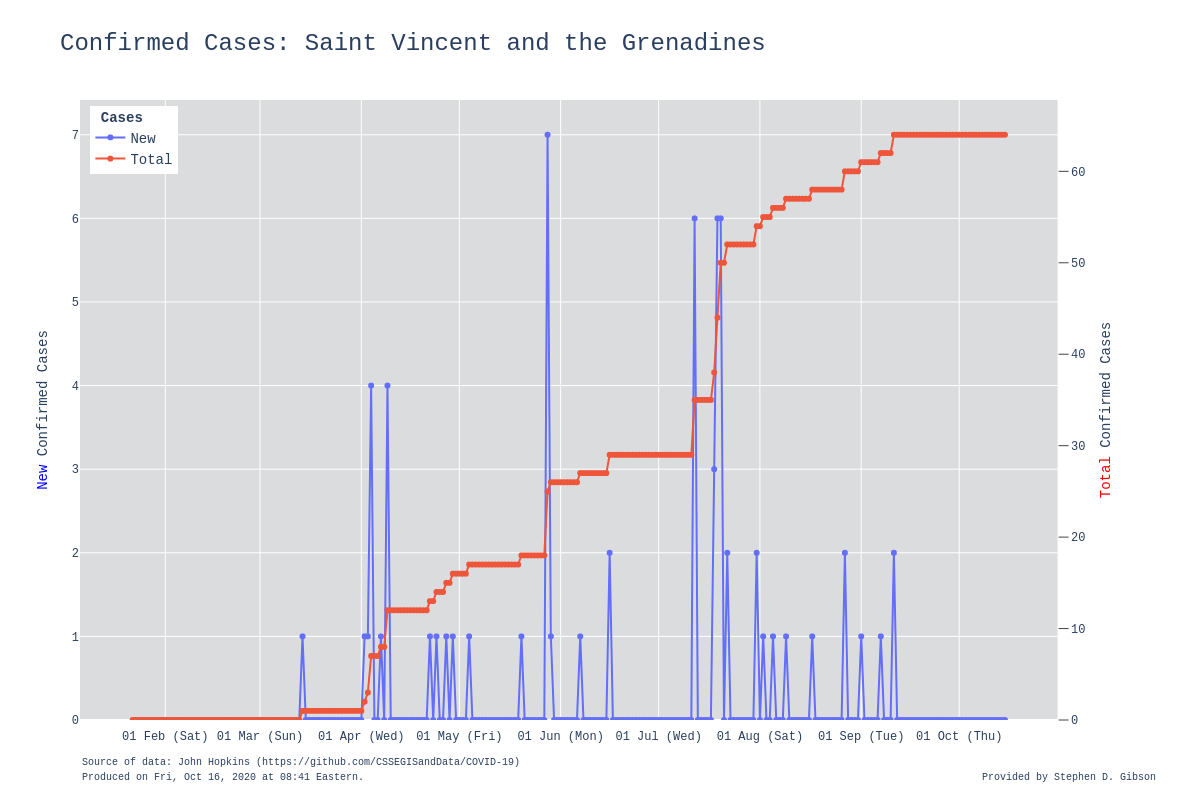 Confirmed Cases: Saint Vincent and the Grenadines
Cases
New
Total
7
6
5
4
3
2
1
0
New Confirmed Cases
60
50
40
30
20
10
0
Total Confirmed Cases
01 Feb (Sat) 01 Mar (Sun) 01 Apr (Wed) 01 May (Fri) 01 Jun (Mon) 01 Jul (Wed) 01 Aug (Sat) 01 Sep (Tue) 01 Oct (Thu)
Source of data: John Hopkins (https://github.com/CSSEGISandData/COVID-19)
Produced on Fri, Oct 16, 2020 at 08:41 Eastern.
Provided by Stephen D. Gibson